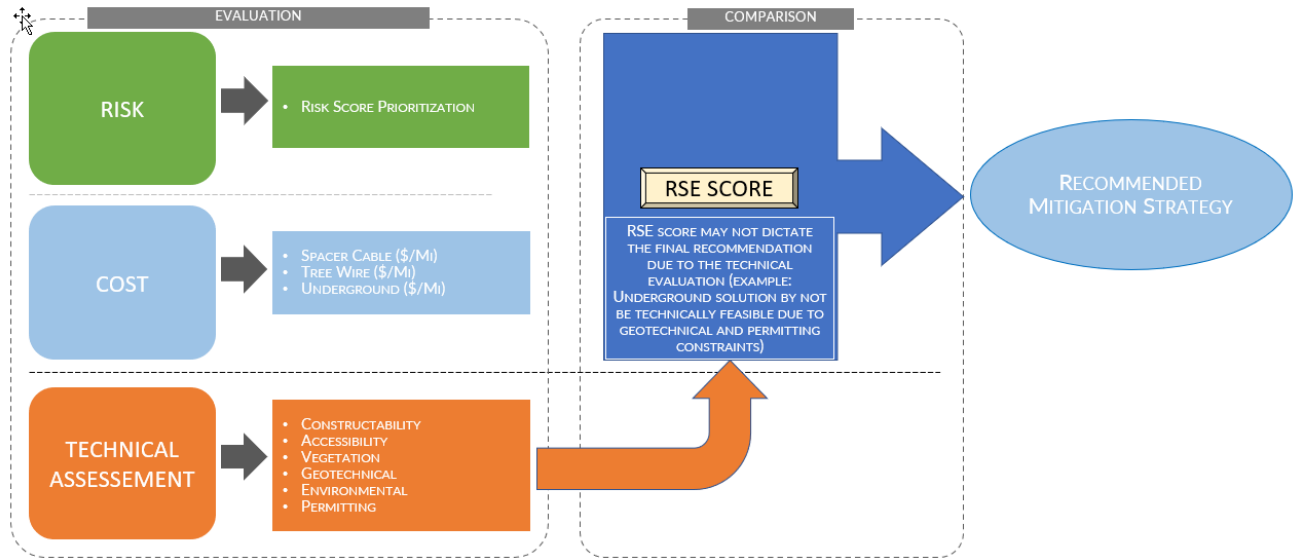 EVALUATION
COMPARISON
RISK
• RISK SCORE PRIORITIZATION
COST
• SPACER CABLE ($/MI)
• TREE WIRE ($/MI)
• UNDERGROUND ($/MI)
TECHNICAL
ASSESSEMENT
• CONSTRUCTABILITY
• ACCESSIBILITY
• VEGETATION
• GEOTECHNICAL
• ENVIRONMENTAL
• PERMITTING
RSE SCORE
RSE SCORE MAY NOT DICTATE
THE FINAL RECOMMENDATION
DUE TO THE TECHNICAL
EVALUATION (EXAMPLE:
UNDERGROUND SOLUTION BY NOT
BE TECHNICALLY FEASIBLE DUE TO
GEOTECHNICAL AND PERMITTING
CONSTRAINTS)
RECOMMENDED
MITIGATION STRATEGY